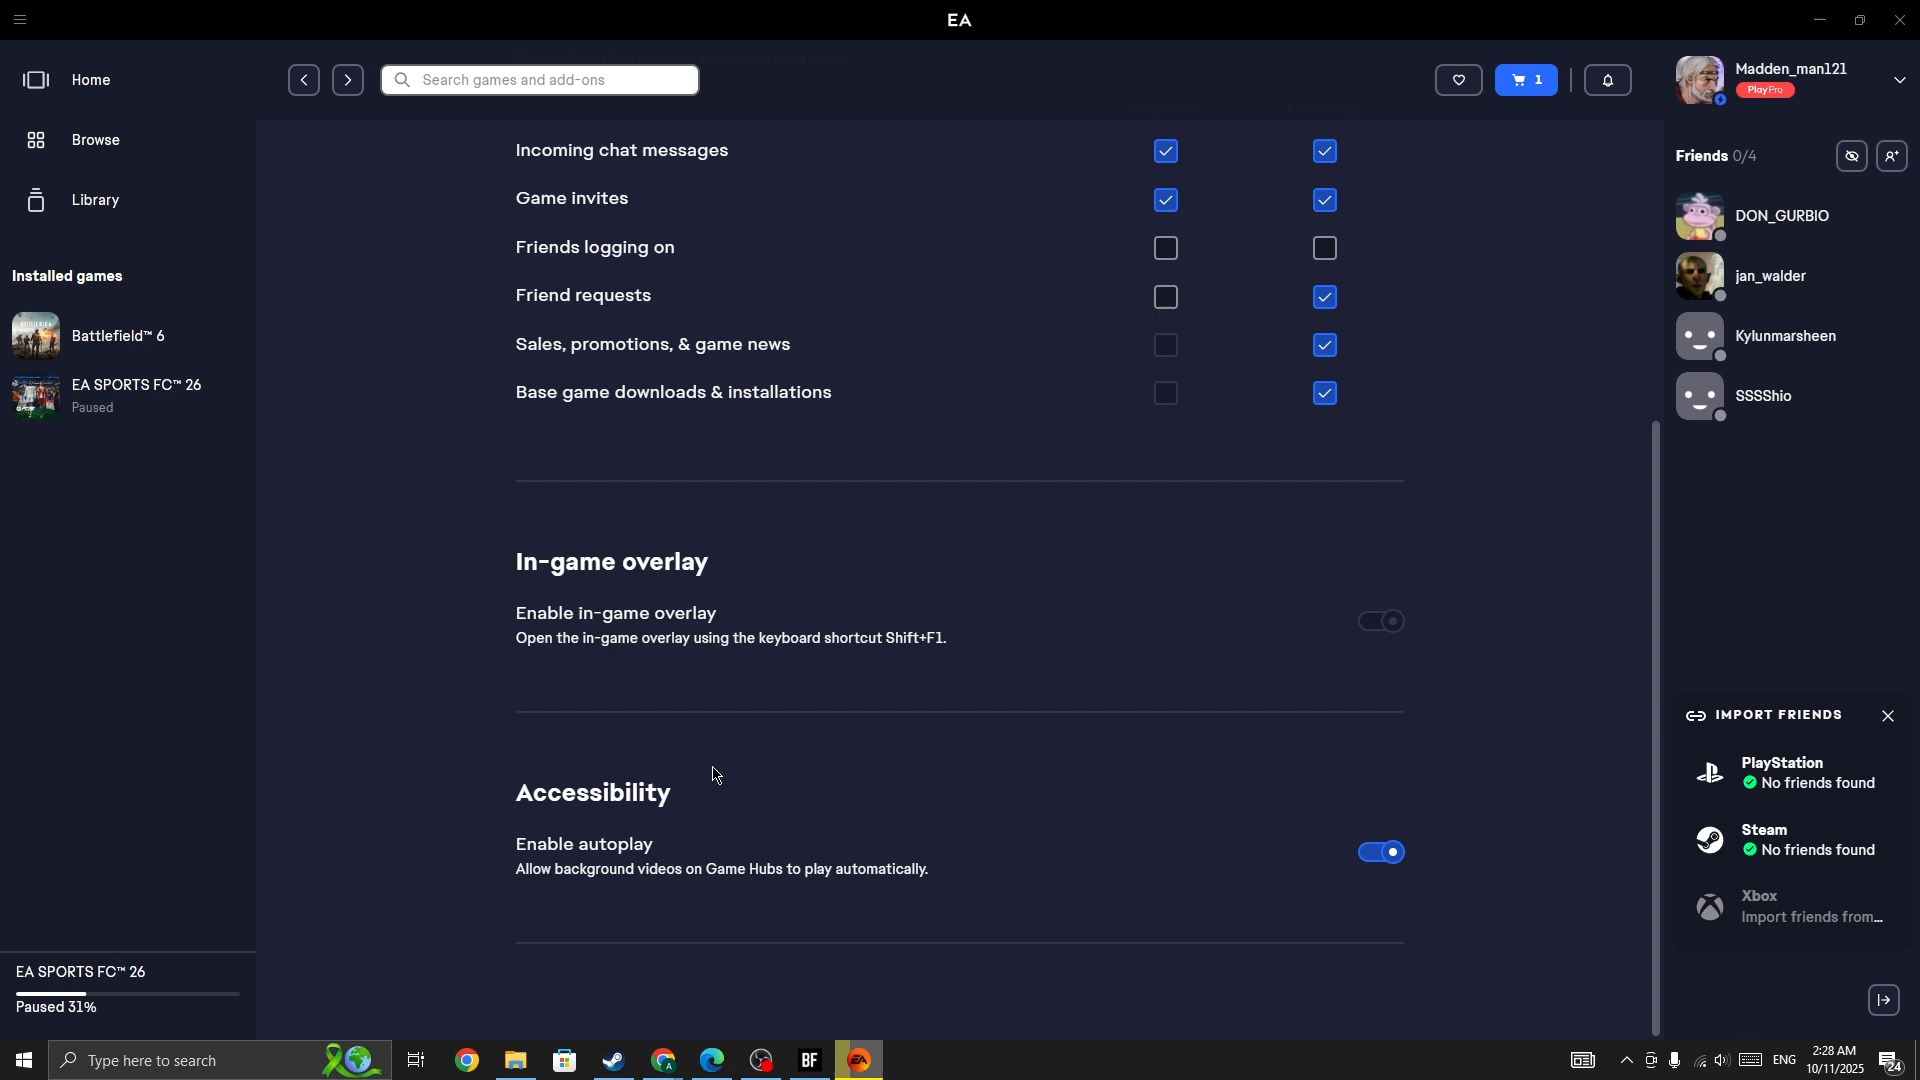 EA
Home
Browse
Library
Installed games
Battlefield™ 6
EA SPORTS FC™ 26
Paused
EA SPORTS FC™ 26
Paused 31%
Search games and add-ons
1
Incoming chat messages
Game invites
Friends logging on
Friend requests
Sales, promotions, & game news
Base game downloads & installations
In-game overlay
Enable in-game overlay
Open the in-game overlay using the keyboard shortcut Shift+F1.
Accessibility
Enable autoplay
Allow background videos on Game Hubs to play automatically.
Madden_man121
Play Pro
Friends 0/4
DON_GURBIO
jan_walder
Kylunmarsheen
SSSShio
IMPORT FRIENDS
PlayStation
No friends found
Steam
No friends found
Xbox
Import friends from...
Type here to search
A
BF
EA
ENG
2:28 AM
10/11/2025
24